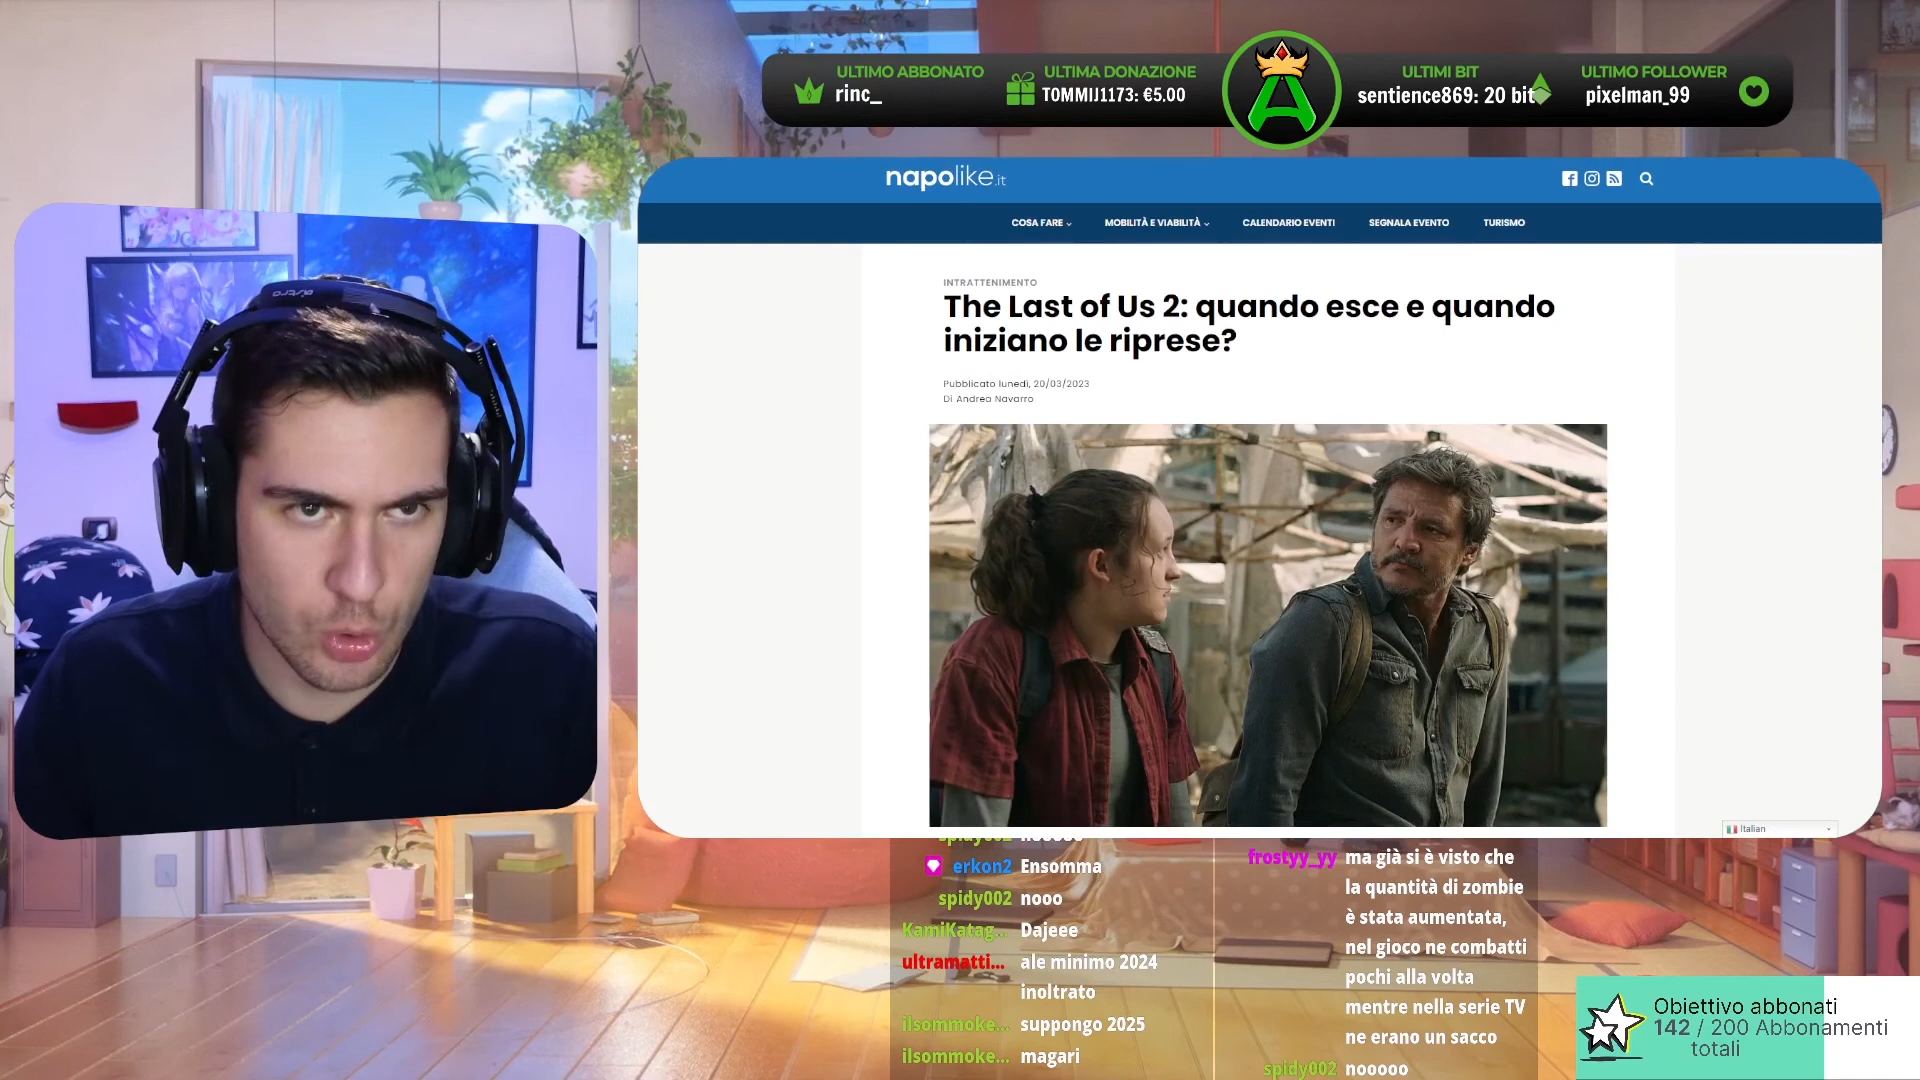 ULTIMO ABBONATO
rinc_
ULTIMA DONAZIONE
TOMMIJ1173: €5.00
A
ULTIMI BIT
sentience869: 20 bit
ULTIMO FOLLOWER
pixelman_99
napolike.it
COSA FARE
MOBILITÀ E VIABILITÀ
CALENDARIO EVENTI
SEGNALA EVENTO
TURISMO
INTRATTENIMENTO
The Last of Us 2: quando esce e quando
iniziano le riprese?
Pubblicato lunedì, 20/03/2023
Di Andrea Navarro
astro
Italian
erkon2 Ensomma
spidy002 nooo
KamiKatag... Dajeee
ultramatti... ale minimo 2024
inoltrato
ilsommoke... suppongo 2025
ilsommoke... magari
frostyy_yy ma già si è visto che
la quantità di zombie
è stata aumentata,
nel gioco ne combatti
pochi alla volta
mentre nella serie TV
ne erano un sacco
spidy002 nooooo
Obiettivo abbonati
142 / 200 Abbonamenti
totali